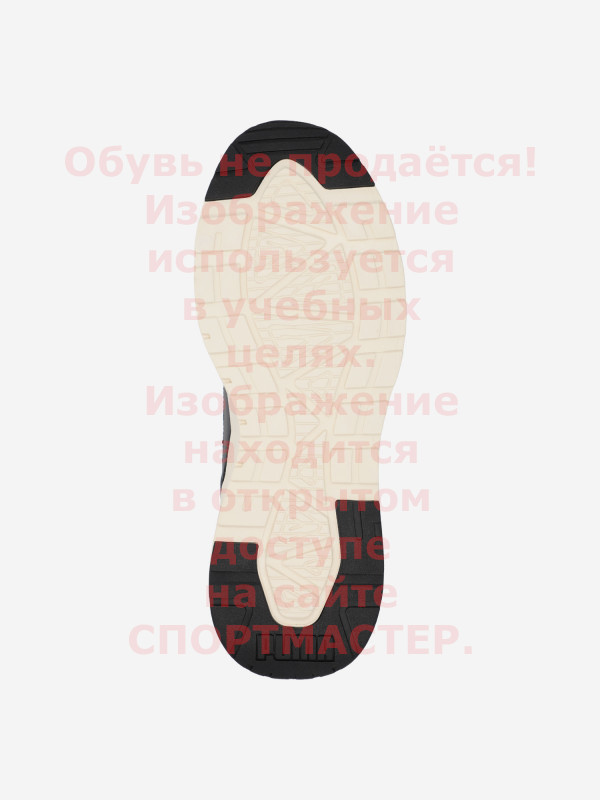 Обувь не продаётся!
Изображение
используется
в учебных
целях.
Изображение
находится
в открытом
доступе
на сайте
СПОРТМАСТЕР.
PUMA